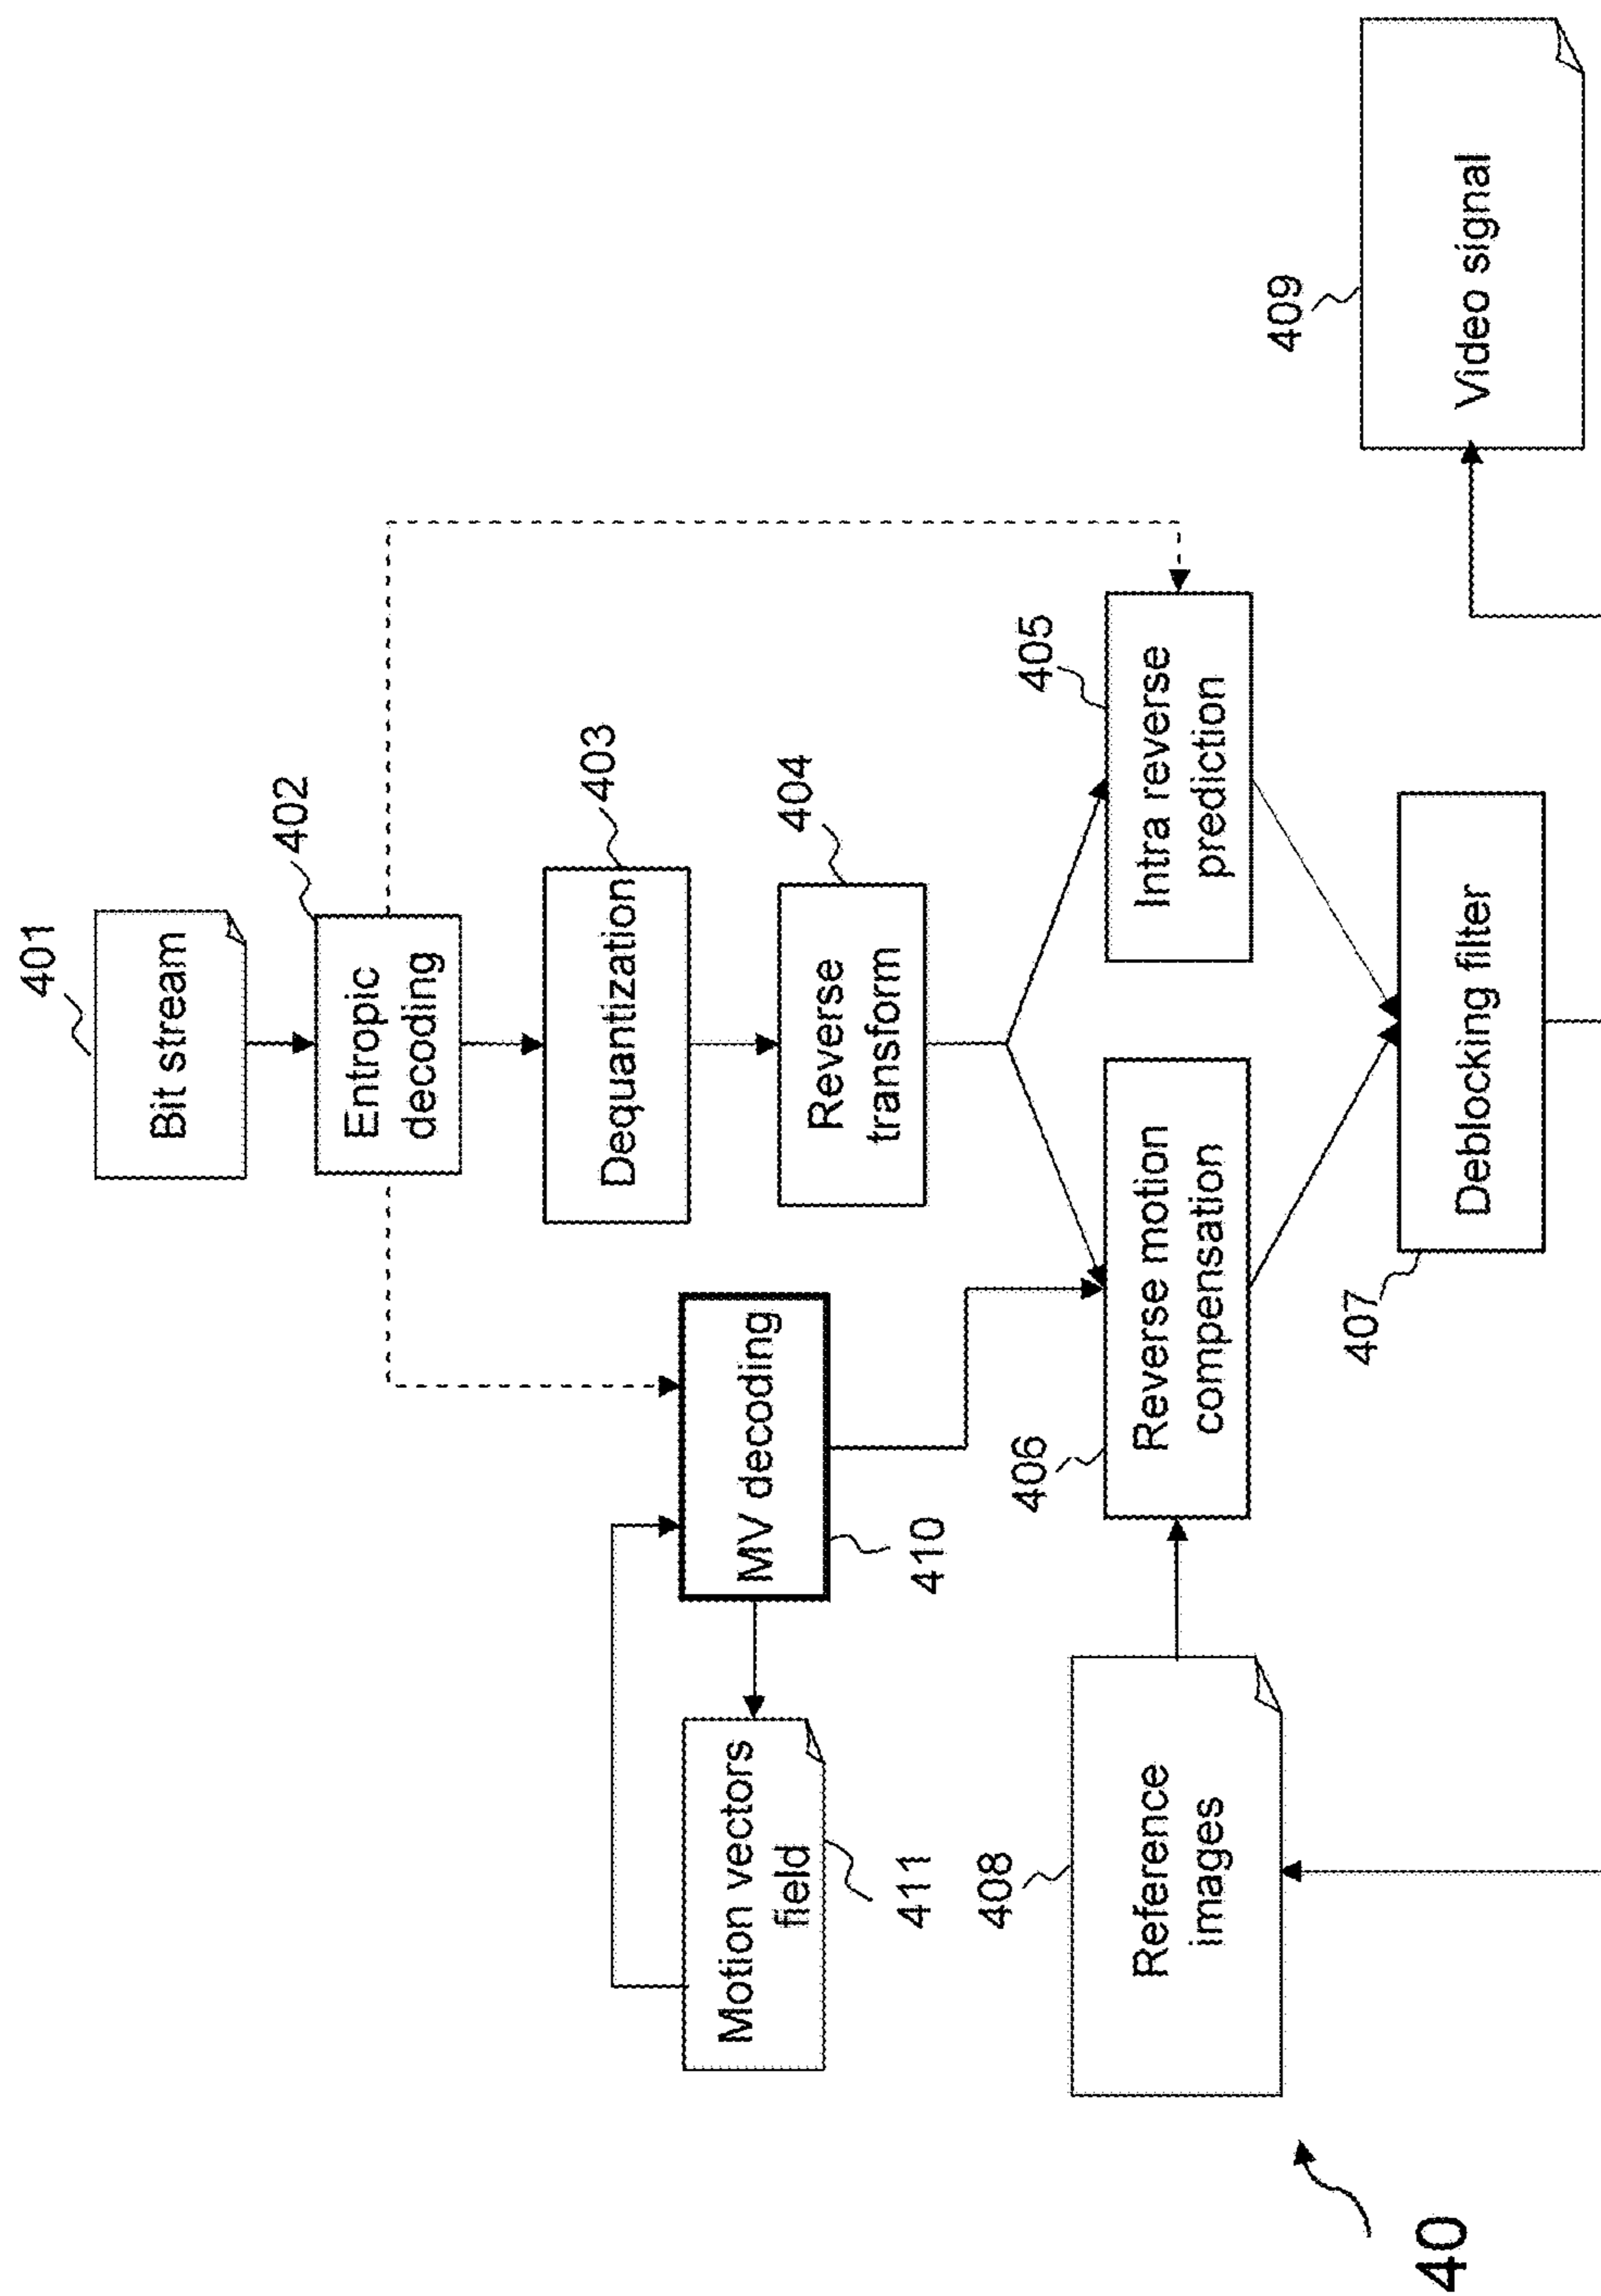 401
Bit stream
402
Entropic
decoding
403
Dequantization
404
Reverse
transform
MV decoding
410
Motion vectors
field
411
405
Intra reverse
prediction
406
Reverse motion
compensation
408
Reference
images
407
Deblocking filter
409
Video signal
40